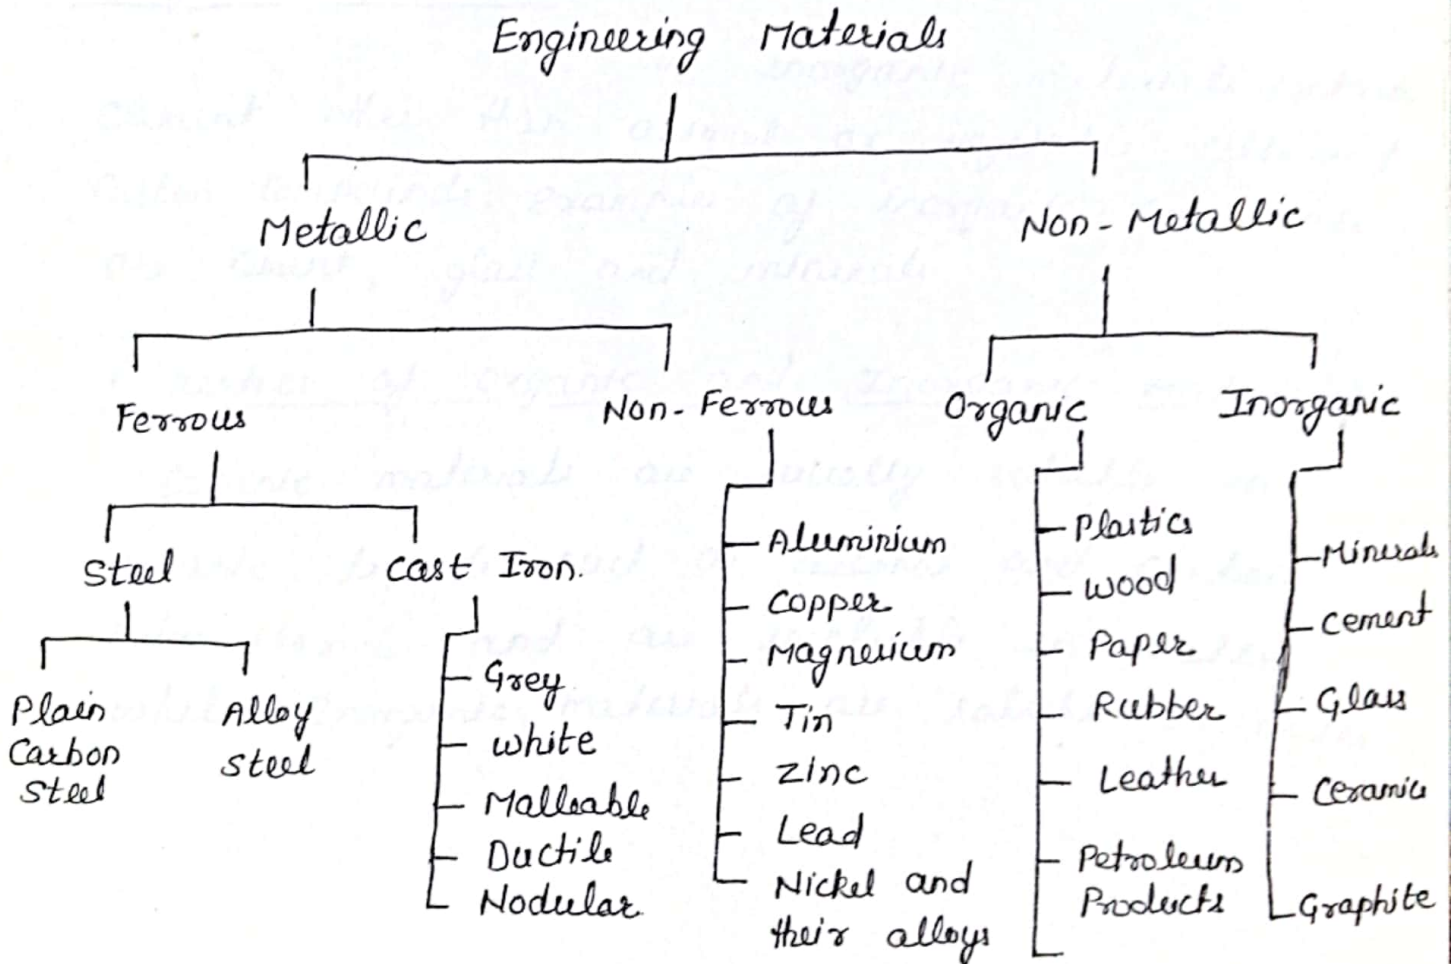 Engineering Materials
Metallic
Non-Metallic
Ferrous
Non-Ferrous
Organic
Inorganic
Steel
Cast Iron.
Plain
Carbon
Steel
Alloy
Steel
Grey
White
Malleable
Ductile
Nodular
Aluminium
Copper
Magnesium
Tin
Zinc
Lead
Nickel and
their alloys
Plastics
Wood
Paper
Rubber
Leather
Petroleum
Products
Minerals
Cement
Glass
Ceramic
Graphite